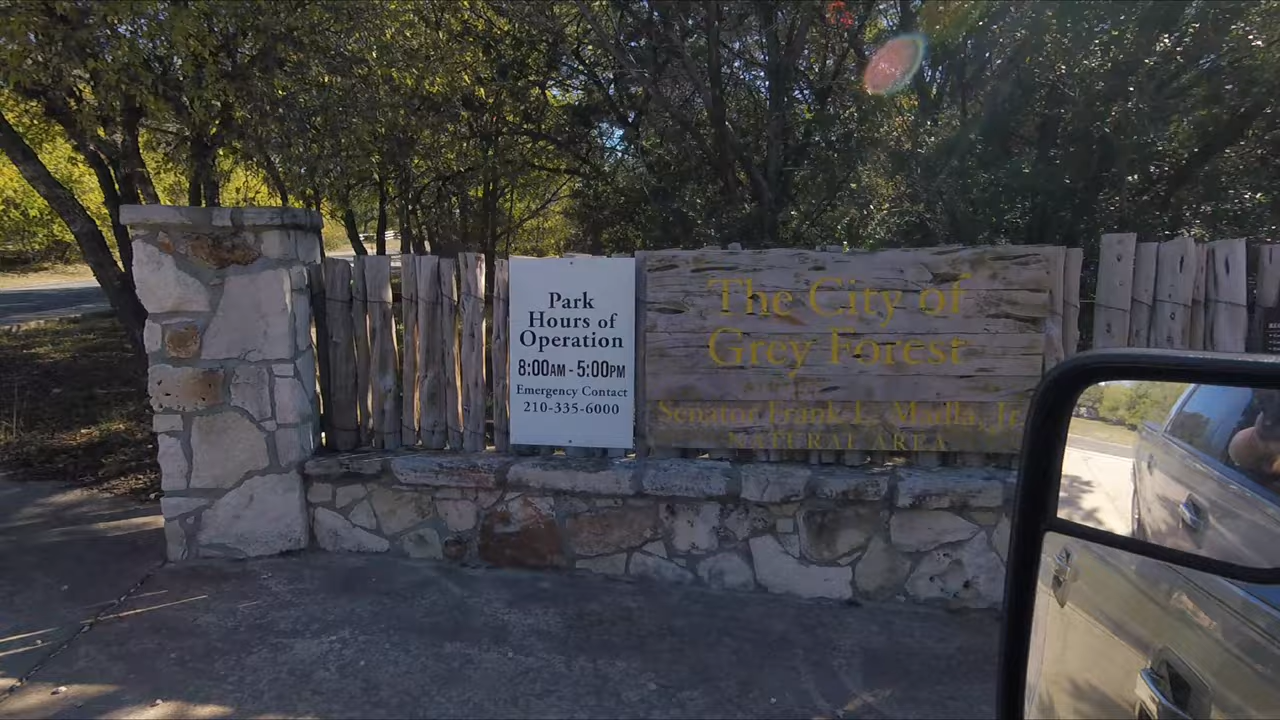 Park
Hours of
Operation
8:00AM - 5:00PM
Emergency Contact
210-335-6000
The City of
Grey Forest
Senator Frank L. Madla, Jr.
NATURAL AREA